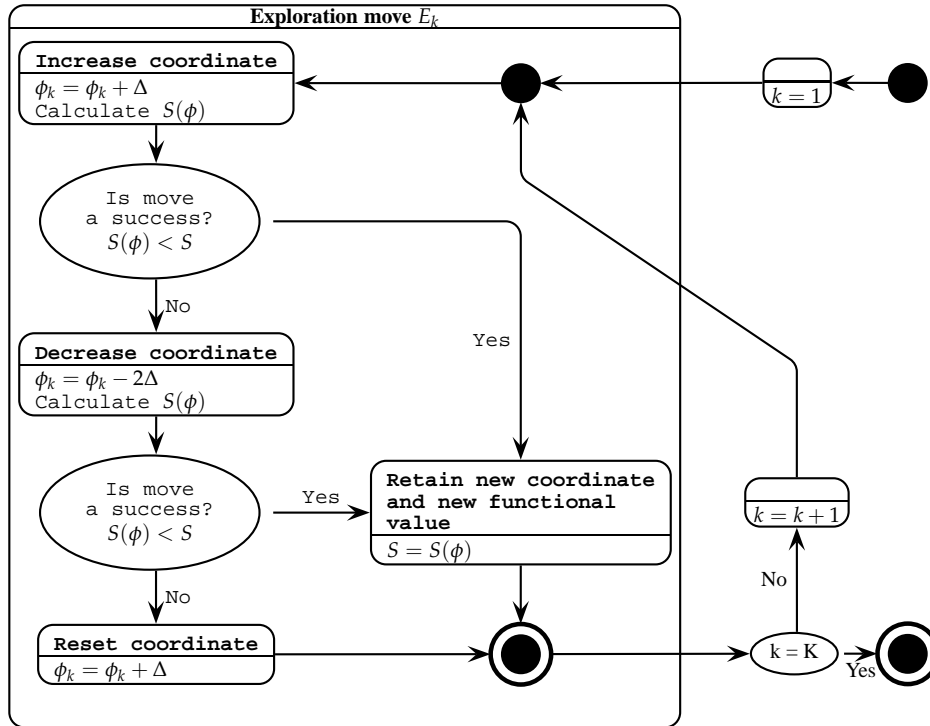 Exploration move E_k
Increase coordinate
ϕ_k = ϕ_k + Δ
Calculate S(ϕ)
k = 1
Is move
a success?
S(ϕ) < S
No
Yes
Decrease coordinate
ϕ_k = ϕ_k − 2Δ
Calculate S(ϕ)
Is move
a success?
S(ϕ) < S
Yes
Retain new coordinate
and new functional
value
S = S(ϕ)
k = k + 1
No
No
Reset coordinate
ϕ_k = ϕ_k + Δ
k = K
Yes